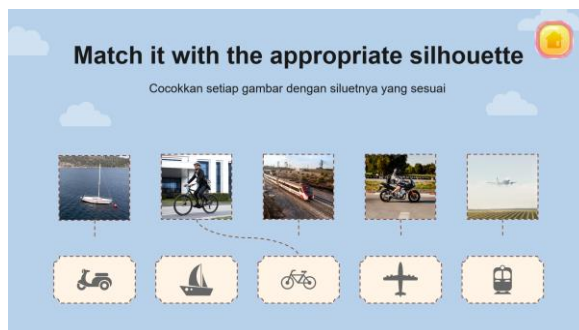 Match it with the appropriate silhouette
Cocokkan setiap gambar dengan siluetnya yang sesuai